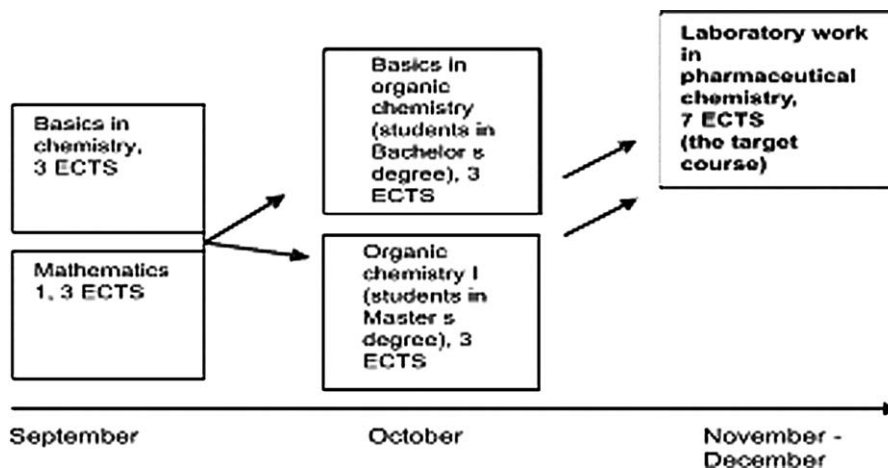 Basics in
chemistry,
3 ECTS
Mathematics
1, 3 ECTS
Basics in
organic
chemistry
(students in
Bachelor s
degree), 3
ECTS
Organic
chemistry I
(students in
Master s
degree), 3
ECTS
Laboratory work
in
pharmaceutical
chemistry,
7 ECTS
(the target
course)
September
October
November -
December